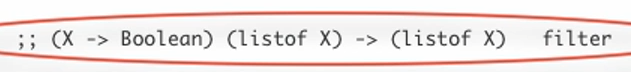 ;; (X -> Boolean) (listof X) -> (listof X)   filter